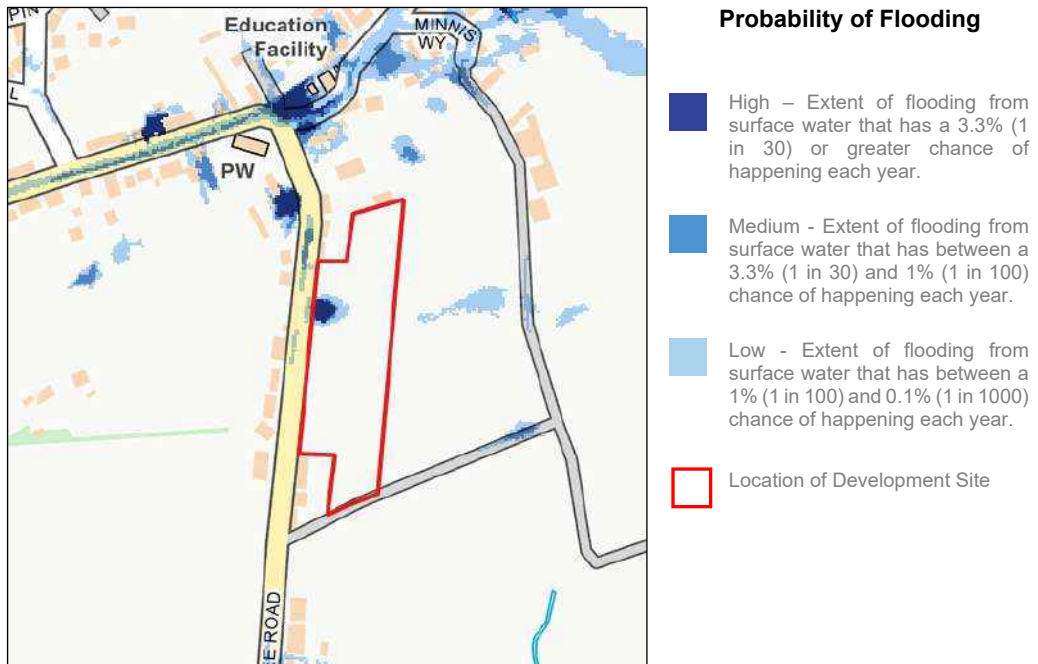 Probability of Flooding
PIN
Education
Facility
MINNIS
WY
L
PW
E ROAD
High – Extent of flooding from
surface water that has a 3.3% (1
in 30) or greater chance of
happening each year.
Medium - Extent of flooding from
surface water that has between a
3.3% (1 in 30) and 1% (1 in 100)
chance of happening each year.
Low - Extent of flooding from
surface water that has between a
1% (1 in 100) and 0.1% (1 in 1000)
chance of happening each year.
Location of Development Site